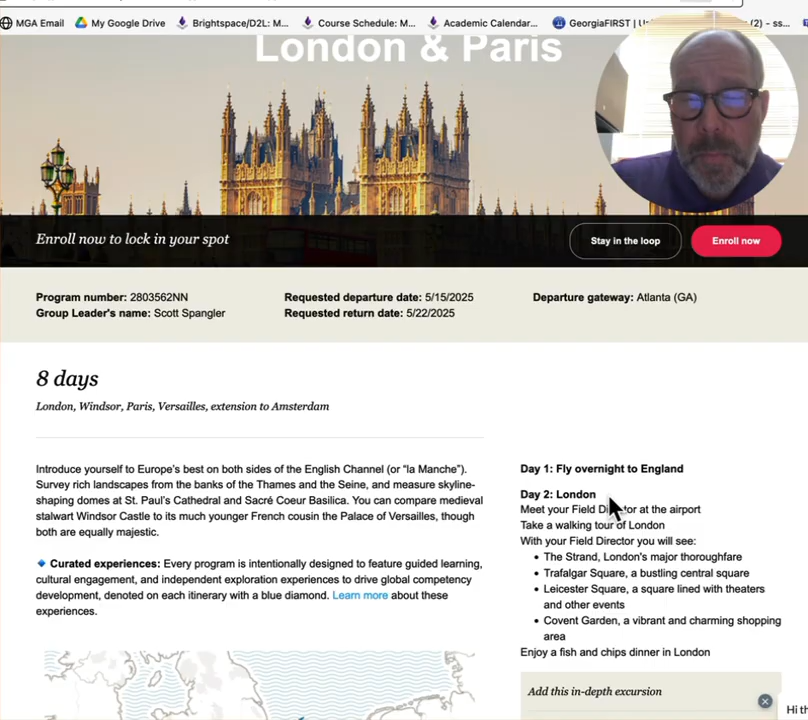 MGA Email
My Google Drive
Brightspace/D2L: M...
Course Schedule: M...
Academic Calendar...
GeorgiaFIRST | U
(2) - ss...
London & Paris
Enroll now to lock in your spot
Stay in the loop
Enroll now
Program number: 2803562NN
Requested departure date: 5/15/2025
Departure gateway: Atlanta (GA)
Group Leader's name: Scott Spangler
Requested return date: 5/22/2025
8 days
London, Windsor, Paris, Versailles, extension to Amsterdam
Introduce yourself to Europe's best on both sides of the English Channel (or "la Manche").
Survey rich landscapes from the banks of the Thames and the Seine, and measure skyline-
shaping domes at St. Paul's Cathedral and Sacré Coeur Basilica. You can compare medieval
stalwart Windsor Castle to its much younger French cousin the Palace of Versailles, though
both are equally majestic.
Curated experiences: Every program is intentionally designed to feature guided learning,
cultural engagement, and independent exploration experiences to drive global competency
development, denoted on each itinerary with a blue diamond. Learn more about these
experiences.
Day 1: Fly overnight to England
Day 2: London
Meet your Field Director at the airport
Take a walking tour of London
With your Field Director you will see:
• The Strand, London's major thoroughfare
• Trafalgar Square, a bustling central square
• Leicester Square, a square lined with theaters
and other events
• Covent Garden, a vibrant and charming shopping
area
Enjoy a fish and chips dinner in London
Add this in-depth excursion
Hi th